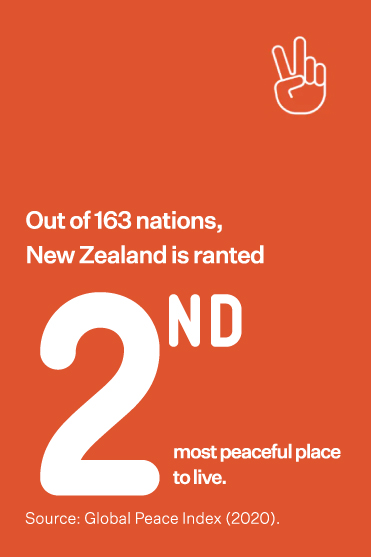 Out of 163 nations,
New Zealand is ranted
2ND
most peaceful place
to live.
Source: Global Peace Index (2020).